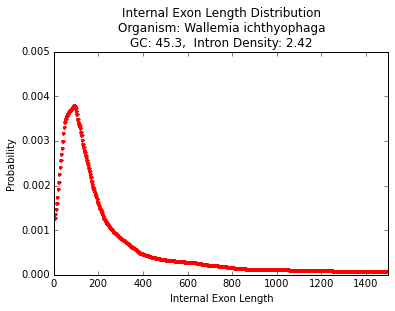 Internal Exon Length Distribution
Organism: Wallemia ichthyophaga
GC: 45.3,  Intron Density: 2.42
0.005
0.004
0.003
0.002
0.001
0.000
Probability
0 200 400 600 800 1000 1200 1400
Internal Exon Length